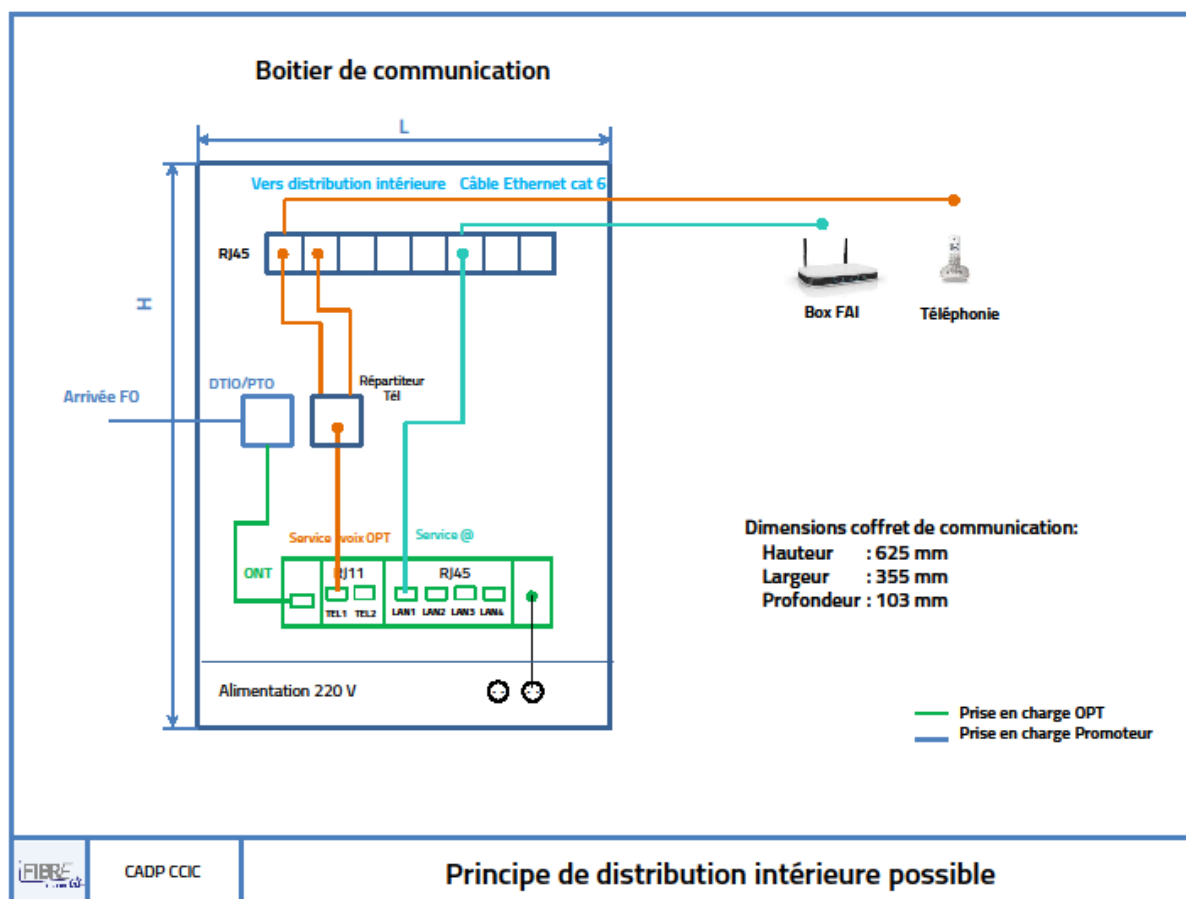 Boitier de communication
L
Vers distribution intérieure Câble Ethernet cat 6
RJ45
H
Box FAI
Téléphonie
DTIO/PTO
Répartiteur
Tél
Arrivée FO
Service voix OPT
Service @
ONT
RJ11
RJ45
TEL1 TEL2
LAN1 LAN2 LAN3 LAN4
Dimensions coffret de communication:
Hauteur : 625 mm
Largeur : 355 mm
Profondeur : 103 mm
Alimentation 220 V
Prise en charge OPT
Prise en charge Promoteur
FIBRE
CADP CCIC
Principe de distribution intérieure possible